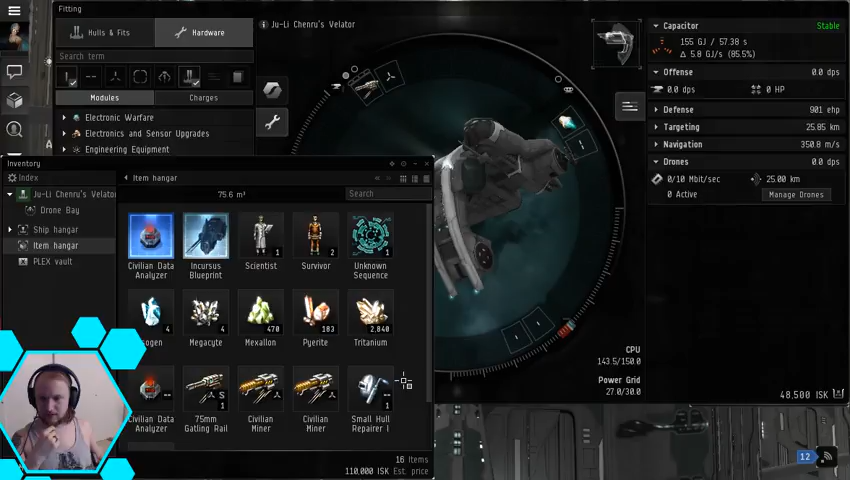 Fitting
Hulls & Fits
Hardware
Search term
Modules
Charges
Electronic Warfare
Electronics and Sensor Upgrades
Engineering Equipment
Ju-Li Chenru's Velator
Capacitor
Stable
155 GJ / 57.38 s
Δ 5.8 GJ/s (85.5%)
Offense
0.0 dps
0.0 dps
0 HP
Defense
901 ehp
Targeting
25.85 km
Navigation
350.8 m/s
Drones
0.0 dps
0/10 Mbit/sec
25.00 km
0 Active
Manage Drones
CPU
143.5/150.0
Power Grid
27.0/30.0
48,500 ISK
12
Inventory
Index
Ju-Li Chenru's Velator
Drone Bay
Ship hangar
Item hangar
PLEX vault
Item hangar
75.6 m³
Search
Civilian Data
Analyzer
Incursus
Blueprint
1
Scientist
2
Survivor
1
Unknown
Sequence
4
Isogen
4
Megacyte
470
Mexallon
183
Pyerite
2,840
Tritanium
--
Civilian Data
Analyzer
S
1
75mm
Gatling Rail
Civilian
Miner
Civilian
Miner
1
Small Hull
Repairer I
16 Items
110,000 ISK Est. price